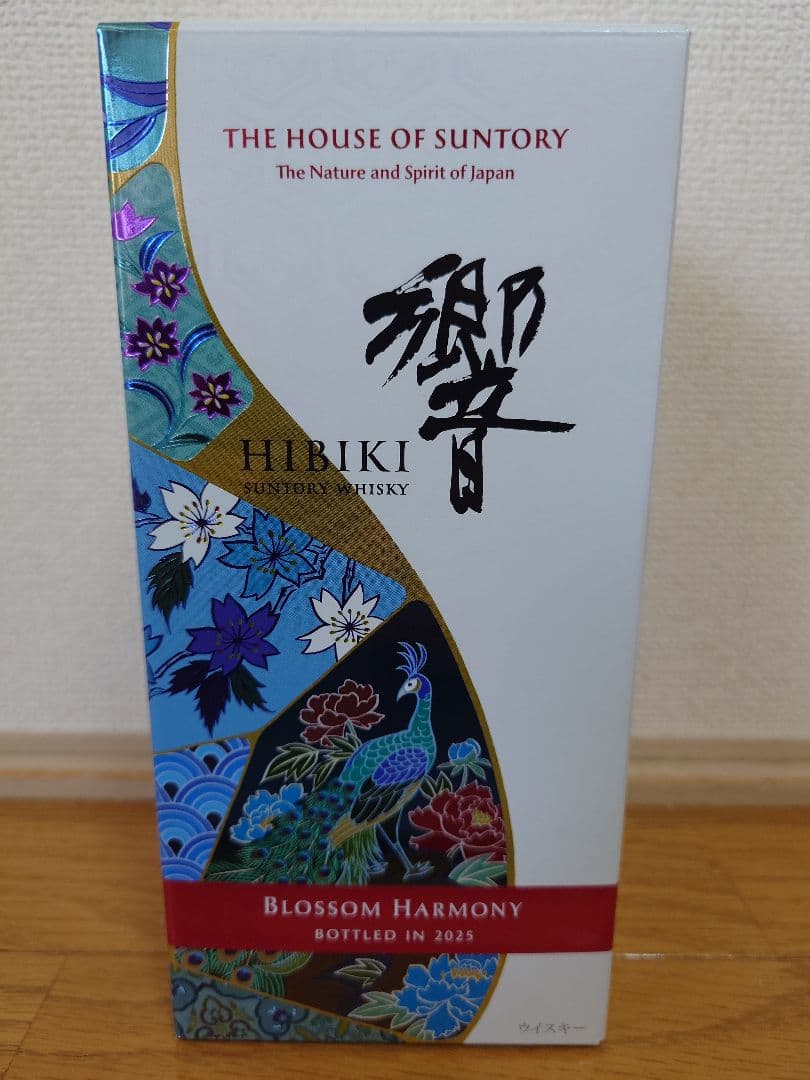 THE HOUSE OF SUNTORY
The Nature and Spirit of Japan
響
HIBIKI
SUNTORY WHISKY
BLOSSOM HARMONY
BOTTLED IN 2025
ウイスキー